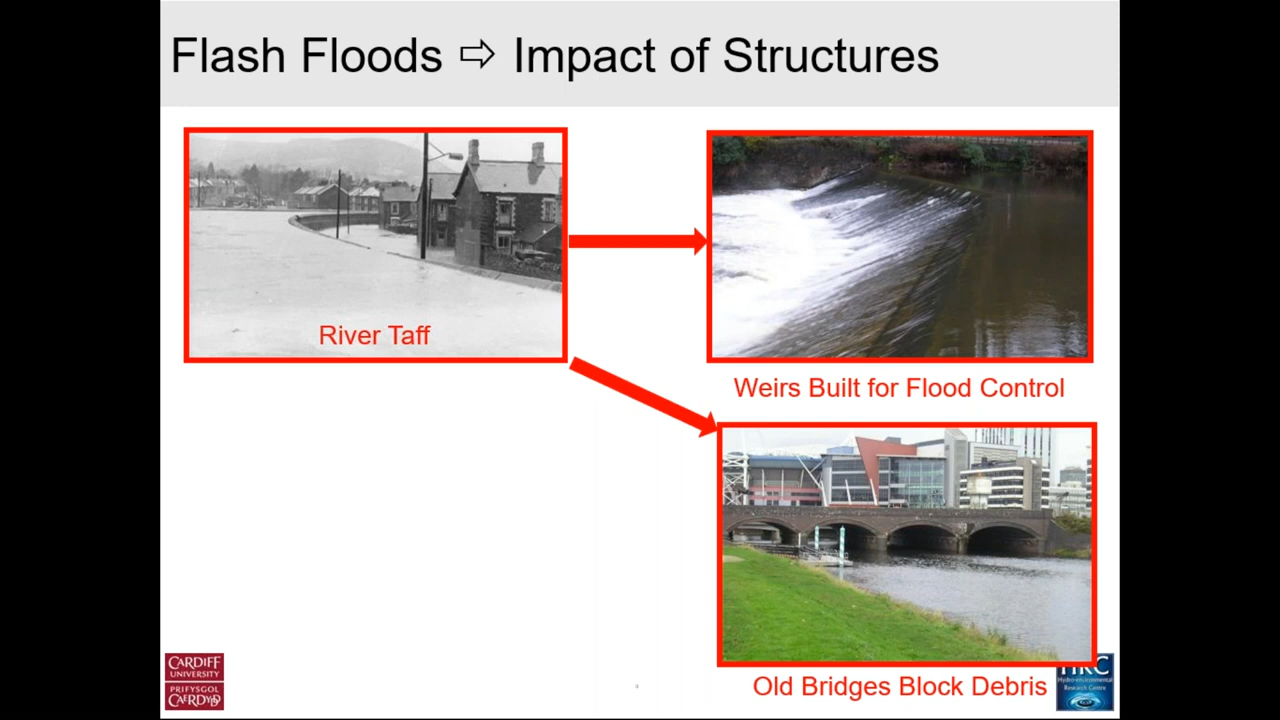 Flash Floods ⇨ Impact of Structures
River Taff
Weirs Built for Flood Control
Old Bridges Block Debris
CARDIFF
UNIVERSITY
PRIFYSGOL
CAERDYDD
HRC
Hydro-environmental
Research Centre